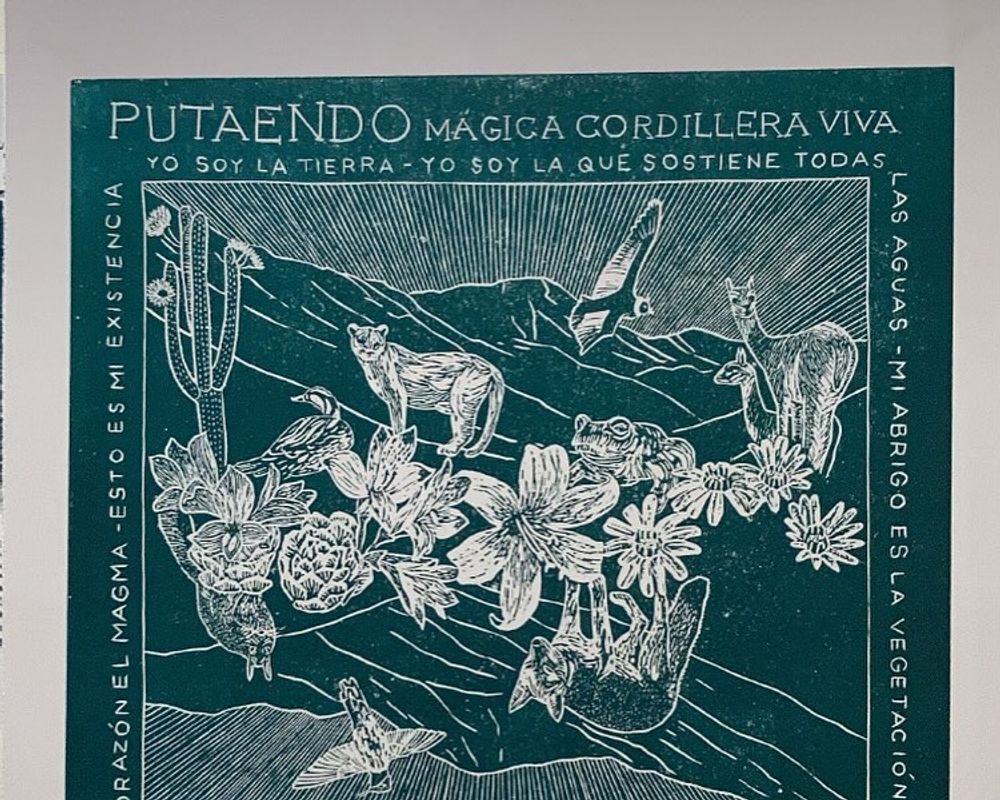 PUTAENDO MÁGICA CORDILLERA VIVA
YO SOY LA TIERRA - YO SOY LA QUE SOSTIENE TODAS
LAS AGUAS - MI ABRIGO ES LA VEGETACIÓN
EL MAGMA - ESTO ES MI EXISTENCIA